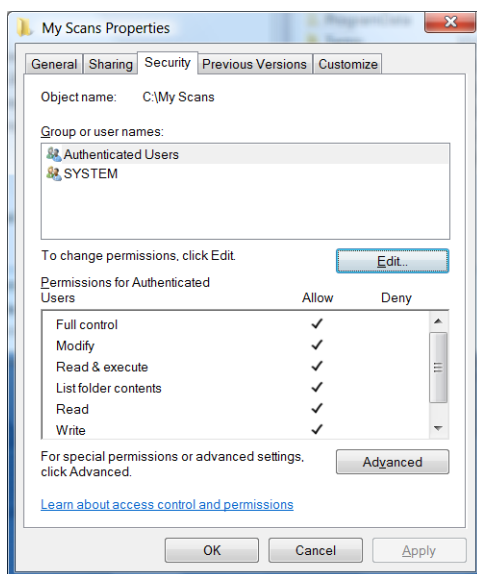 My Scans Properties
General Sharing Security Previous Versions Customize
Object name: C:\My Scans
Group or user names:
Authenticated Users
SYSTEM
To change permissions, click Edit.
Edit...
Permissions for Authenticated
Users Allow Deny
Full control
Modify
Read & execute
List folder contents
Read
Write
For special permissions or advanced settings,
click Advanced.
Advanced
Learn about access control and permissions
OK Cancel Apply